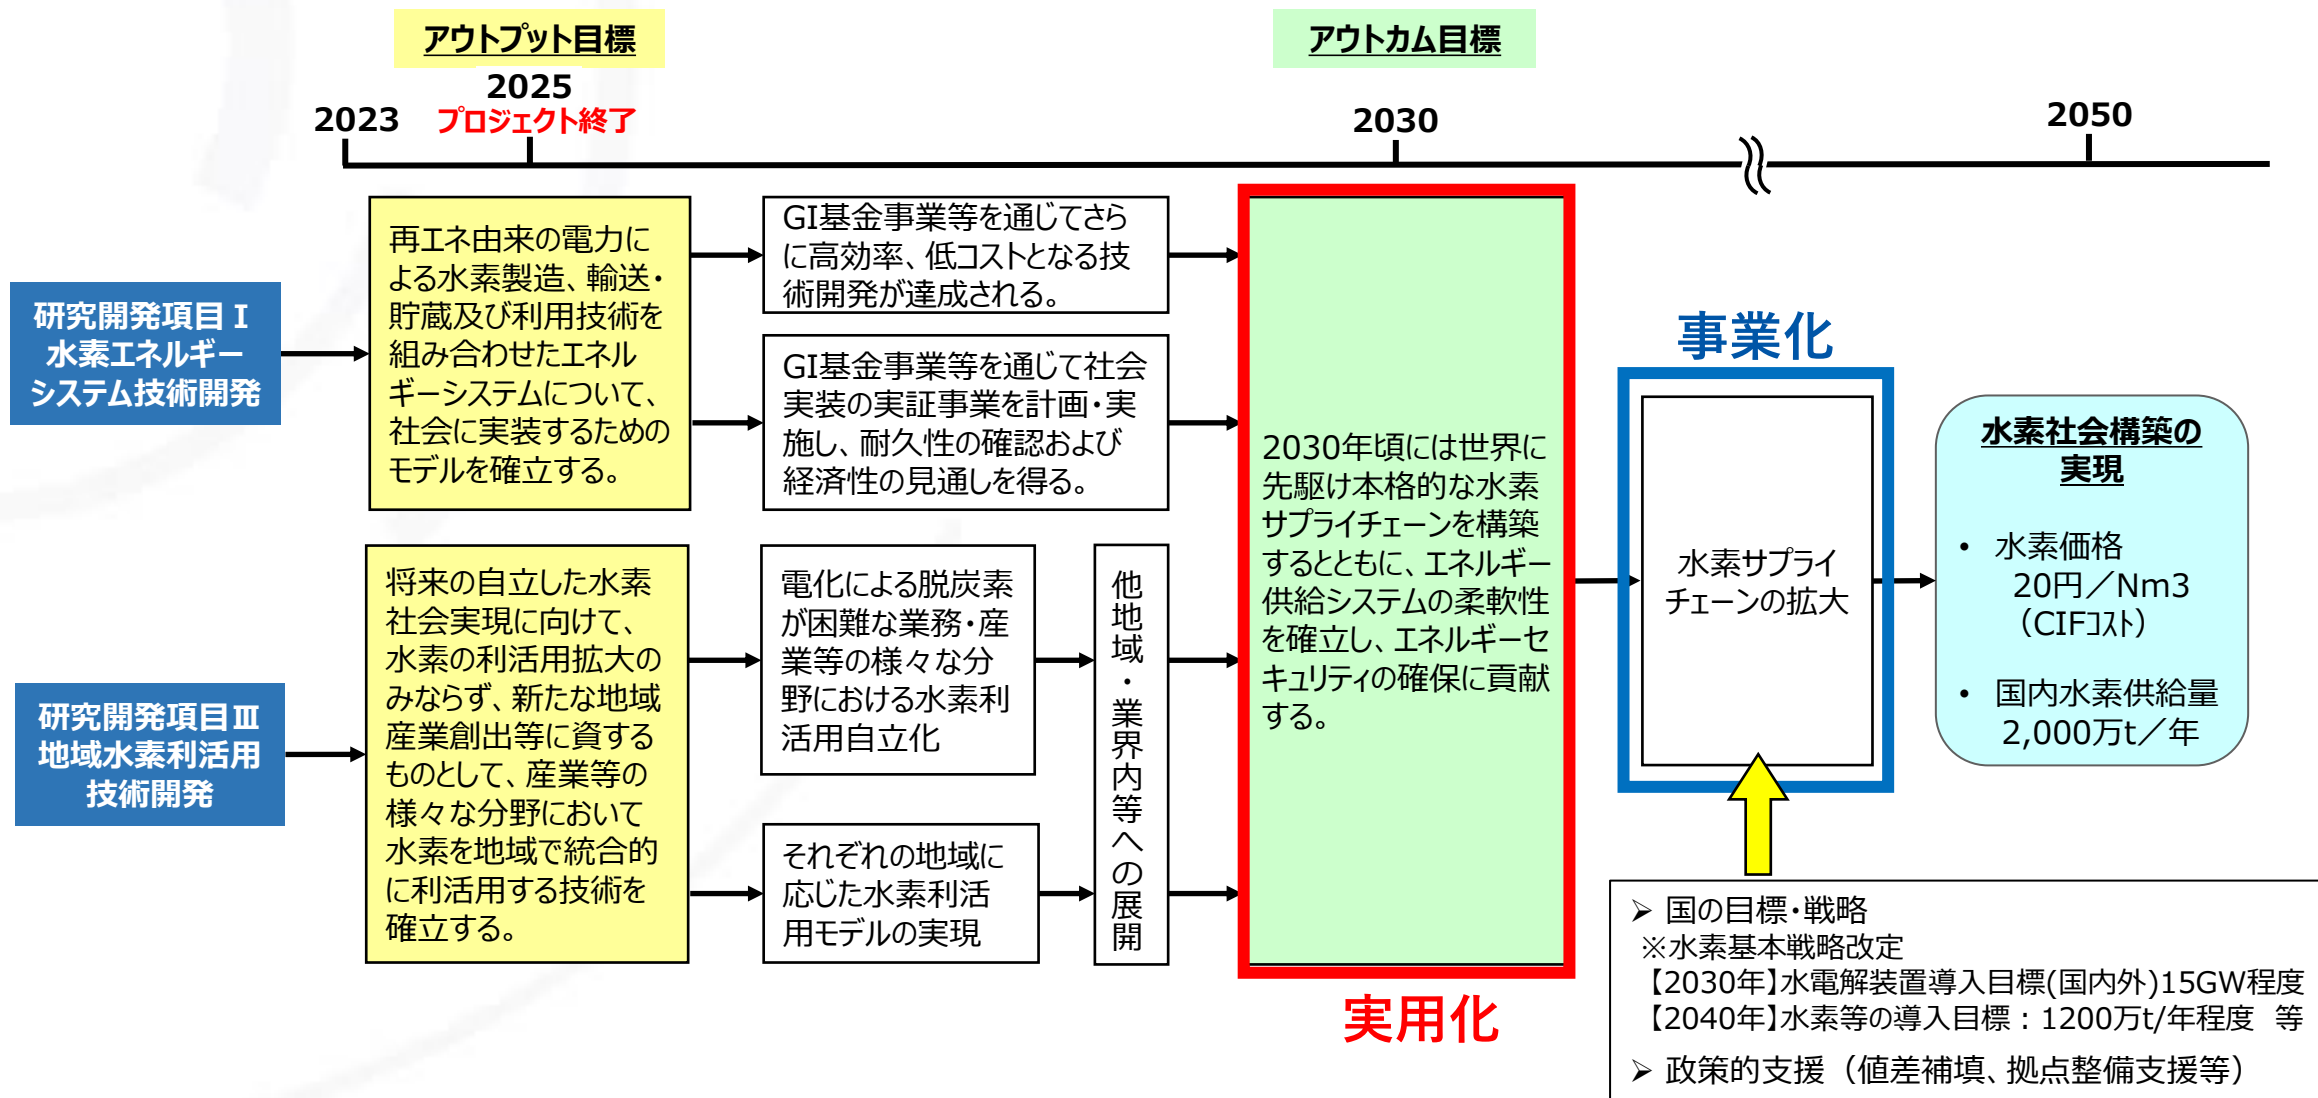 アウトプット目標
アウトカム目標
2023
2025
プロジェクト終了
2030
2050
研究開発項目Ⅰ
水素エネルギー
システム技術開発
再エネ由来の電力に
よる水素製造、輸送・
貯蔵及び利用技術を
組み合わせたエネル
ギーシステムについて、
社会に実装するための
モデルを確立する。
GI基金事業等を通じてさら
に高効率、低コストとなる技
術開発が達成される。
GI基金事業等を通じて社会
実装の実証事業を計画・実
施し、耐久性の確認および
経済性の見通しを得る。
研究開発項目Ⅲ
地域水素利活用
技術開発
将来の自立した水素
社会実現に向けて、
水素の利活用拡大の
みならず、新たな地域
産業創出等に資する
ものとして、産業等の
様々な分野において
水素を地域で統合的
に利活用する技術を
確立する。
電化による脱炭素
が困難な業務・産
業等の様々な分
野における水素利
活用自立化
それぞれの地域に
応じた水素利活
用モデルの実現
他地域・業界内等への展開
2030年頃には世界に
先駆け本格的な水素
サプライチェーンを構築
するとともに、エネルギー
供給システムの柔軟性
を確立し、エネルギーセ
キュリティの確保に貢献
する。
実用化
事業化
水素サプライ
チェーンの拡大
水素社会構築の
実現
• 水素価格
20円／Nm3
（CIFコスト）
• 国内水素供給量
2,000万t／年
➢ 国の目標・戦略
※水素基本戦略改定
【2030年】水電解装置導入目標(国内外)15GW程度
【2040年】水素等の導入目標：1200万t/年程度 等
➢ 政策的支援（値差補填、拠点整備支援等）